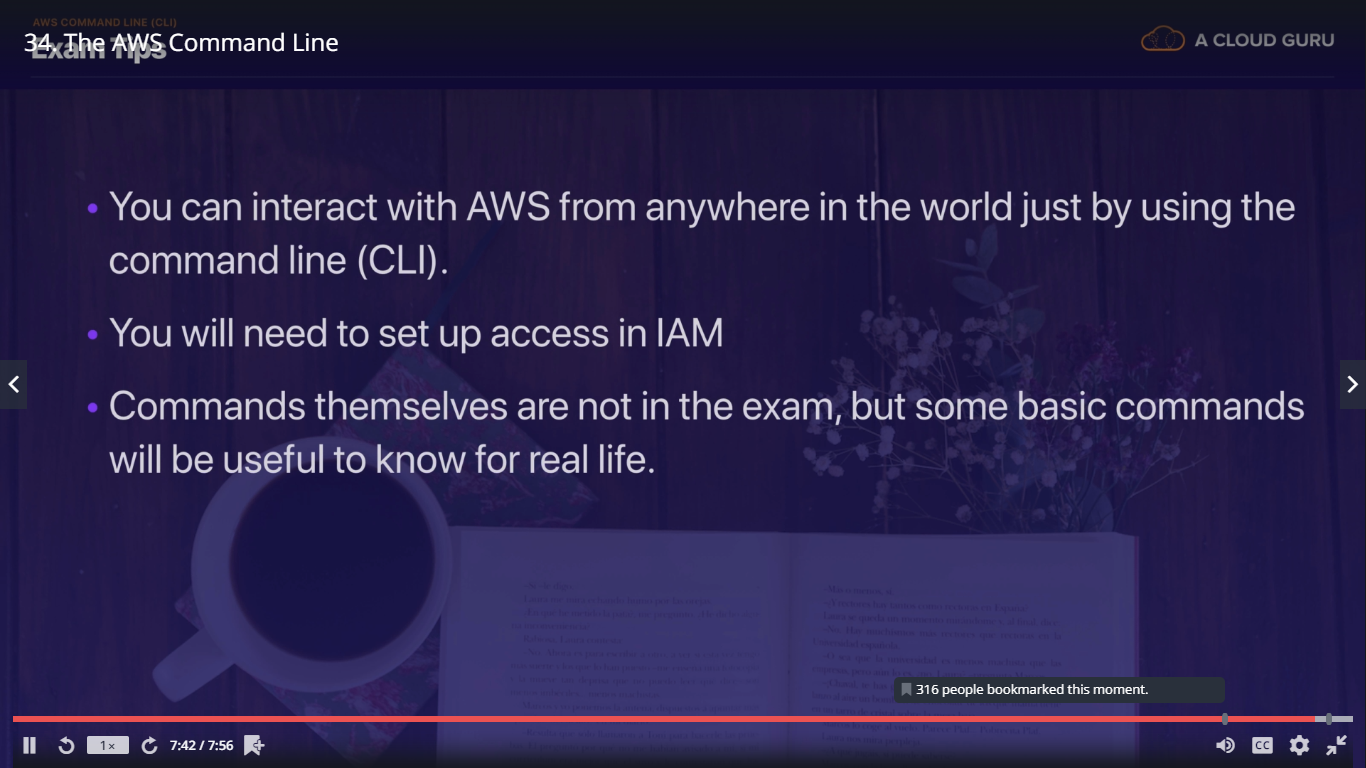 AWS COMMAND LINE (CLI)
34. The AWS Command Line
Exam Tips
A CLOUD GURU
You can interact with AWS from anywhere in the world just by using the
command line (CLI).
You will need to set up access in IAM
Commands themselves are not in the exam, but some basic commands
will be useful to know for real life.
316 people bookmarked this moment.
1×
7:42 / 7:56
CC